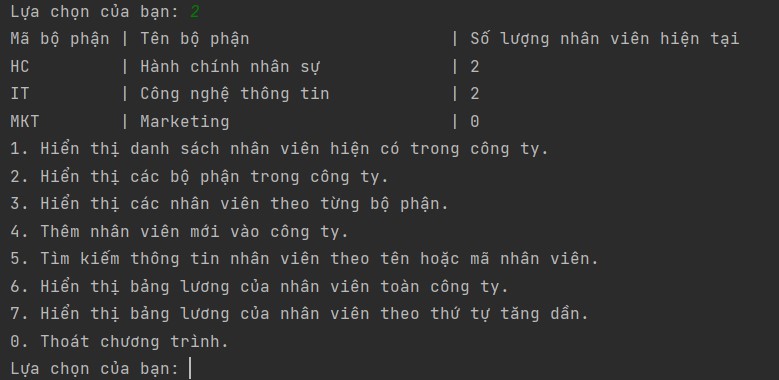 Lựa chọn của bạn: 2
Mã bộ phận | Tên bộ phận                    | Số lượng nhân viên hiện tại
HC         | Hành chính nhân sự             | 2
IT         | Công nghệ thông tin            | 2
MKT        | Marketing                      | 0
1. Hiển thị danh sách nhân viên hiện có trong công ty.
2. Hiển thị các bộ phận trong công ty.
3. Hiển thị các nhân viên theo từng bộ phận.
4. Thêm nhân viên mới vào công ty.
5. Tìm kiếm thông tin nhân viên theo tên hoặc mã nhân viên.
6. Hiển thị bảng lương của nhân viên toàn công ty.
7. Hiển thị bảng lương của nhân viên theo thứ tự tăng dần.
0. Thoát chương trình.
Lựa chọn của bạn: